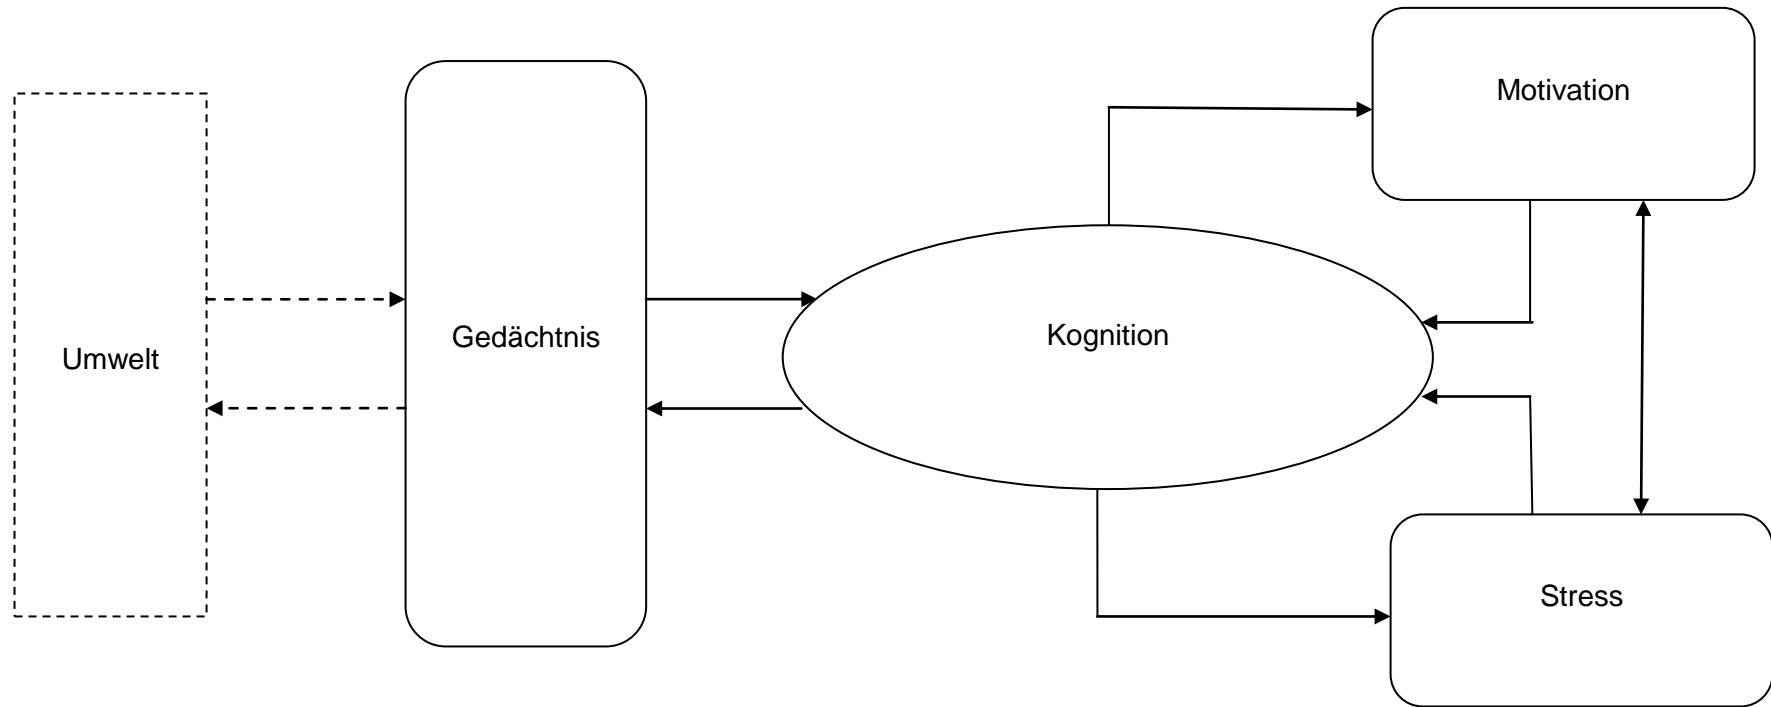 Motivation
Umwelt
Gedächtnis
Kognition
Stress